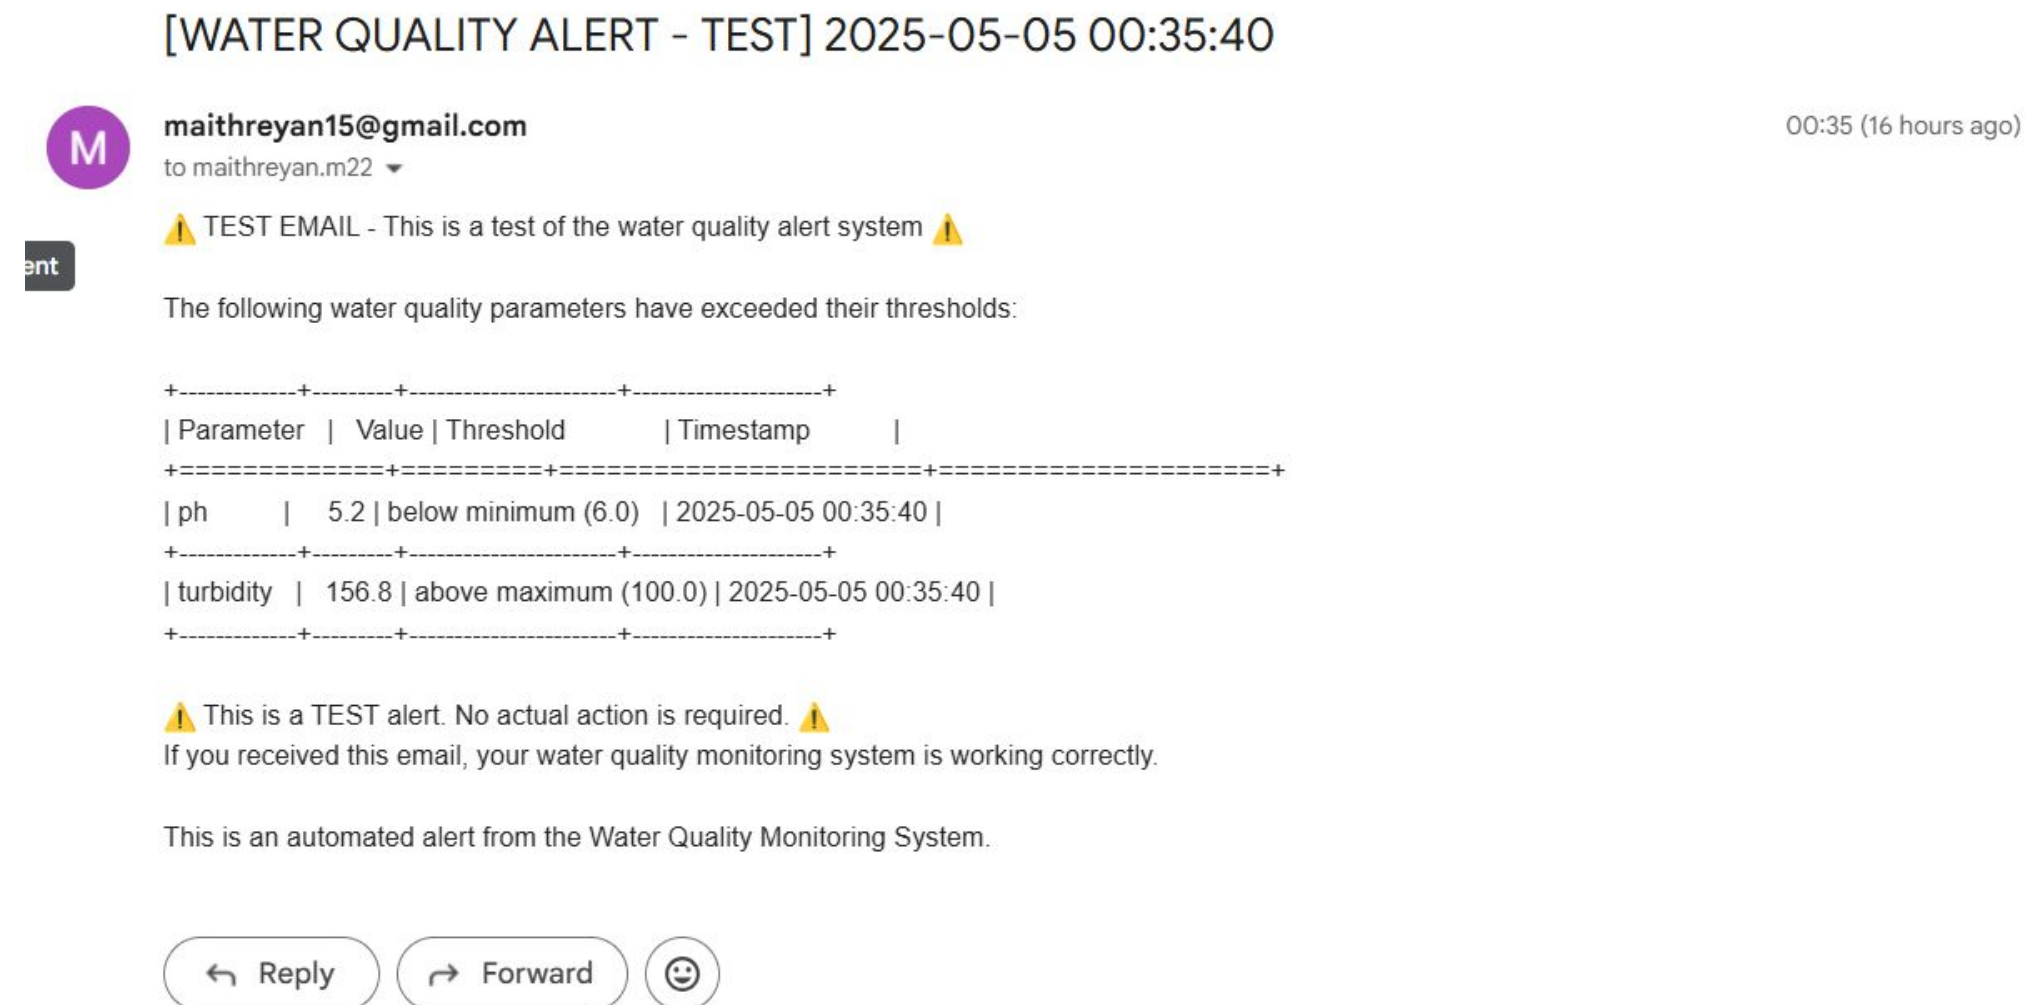 [WATER QUALITY ALERT - TEST] 2025-05-05 00:35:40
M
maithreyan15@gmail.com
00:35 (16 hours ago)
to maithreyan.m22
⚠️ TEST EMAIL - This is a test of the water quality alert system ⚠️
ent
The following water quality parameters have exceeded their thresholds:
+-------------+---------+-----------------------+---------------------+
| Parameter   |   Value | Threshold             | Timestamp           |
+=============+=========+=======================+=====================+
| ph          |     5.2 | below minimum (6.0)   | 2025-05-05 00:35:40 |
+-------------+---------+-----------------------+---------------------+
| turbidity   |   156.8 | above maximum (100.0) | 2025-05-05 00:35:40 |
+-------------+---------+-----------------------+---------------------+
⚠️ This is a TEST alert. No actual action is required. ⚠️
If you received this email, your water quality monitoring system is working correctly.
This is an automated alert from the Water Quality Monitoring System.
Reply
Forward